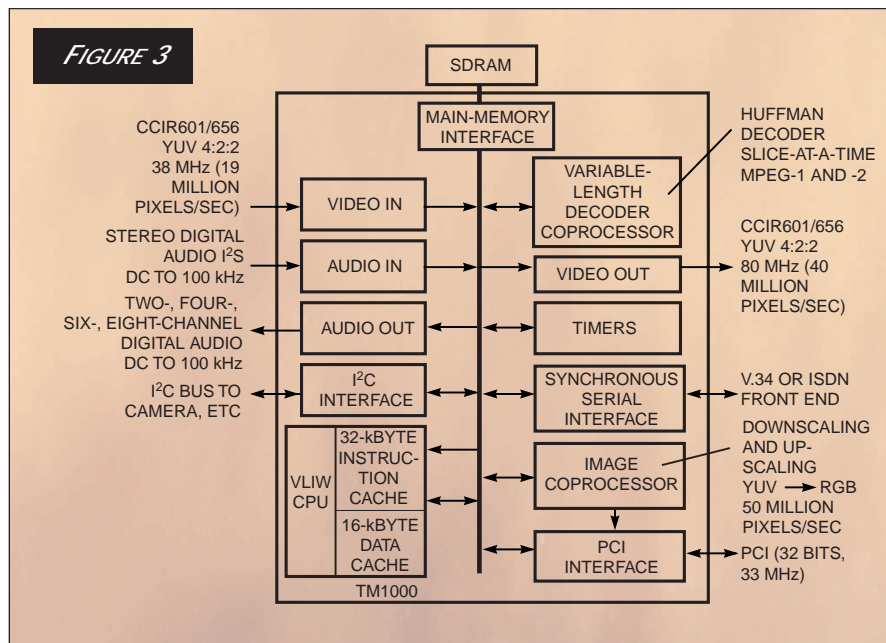 FIGURE 3
SDRAM
MAIN-MEMORY
INTERFACE
CCIR601/656
YUV 4:2:2
38 MHz (19
MILLION
PIXELS/SEC)
VIDEO IN
STEREO DIGITAL
AUDIO I²S
DC TO 100 kHz
AUDIO IN
TWO-, FOUR-,
SIX-, EIGHT-CHANNEL
DIGITAL AUDIO
DC TO 100 kHz
AUDIO OUT
I²C BUS TO
CAMERA, ETC
I²C
INTERFACE
VLIW
CPU
32-kBYTE
INSTRUC-
TION
CACHE
16-kBYTE
DATA
CACHE
TM1000
VARIABLE-
LENGTH
DECODER
COPROCESSOR
HUFFMAN
DECODER
SLICE-AT-A-TIME
MPEG-1 AND -2
VIDEO OUT
CCIR601/656
YUV 4:2:2
80 MHz (40
MILLION
PIXELS/SEC)
TIMERS
SYNCHRONOUS
SERIAL
INTERFACE
V.34 OR ISDN
FRONT END
IMAGE
COPROCESSOR
DOWNSCALING
AND UP-
SCALING
YUV → RGB
50 MILLION
PIXELS/SEC
PCI
INTERFACE
PCI (32 BITS,
33 MHz)